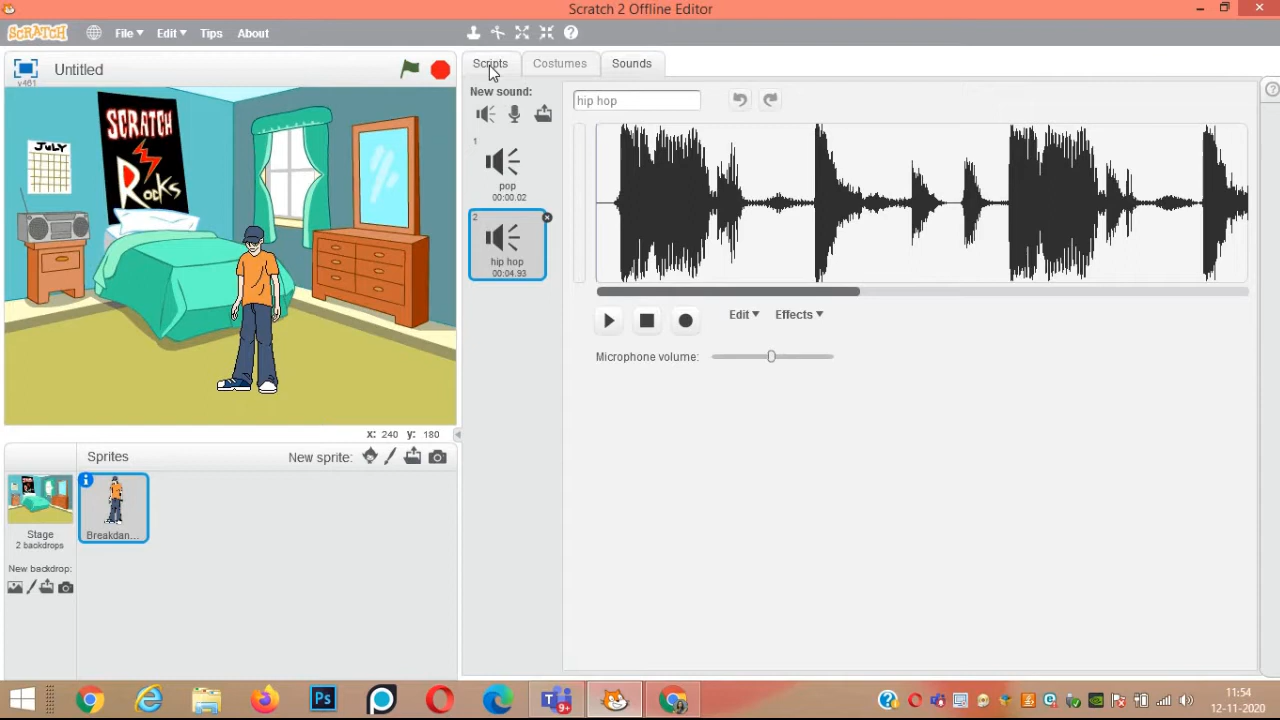 Scratch 2 Offline Editor
SCRATCH
File Edit Tips About
v461
Untitled
Scripts
Costumes
Sounds
New sound:
1
pop
00:00.02
2
hip hop
00:04.93
hip hop
Edit
Effects
Microphone volume:
JULY
SCRATCH
Rocks
x: 240 y: 180
Sprites
New sprite:
Stage
2 backdrops
New backdrop:
Breakdan...
Ps
9+
11:54
12-11-2020